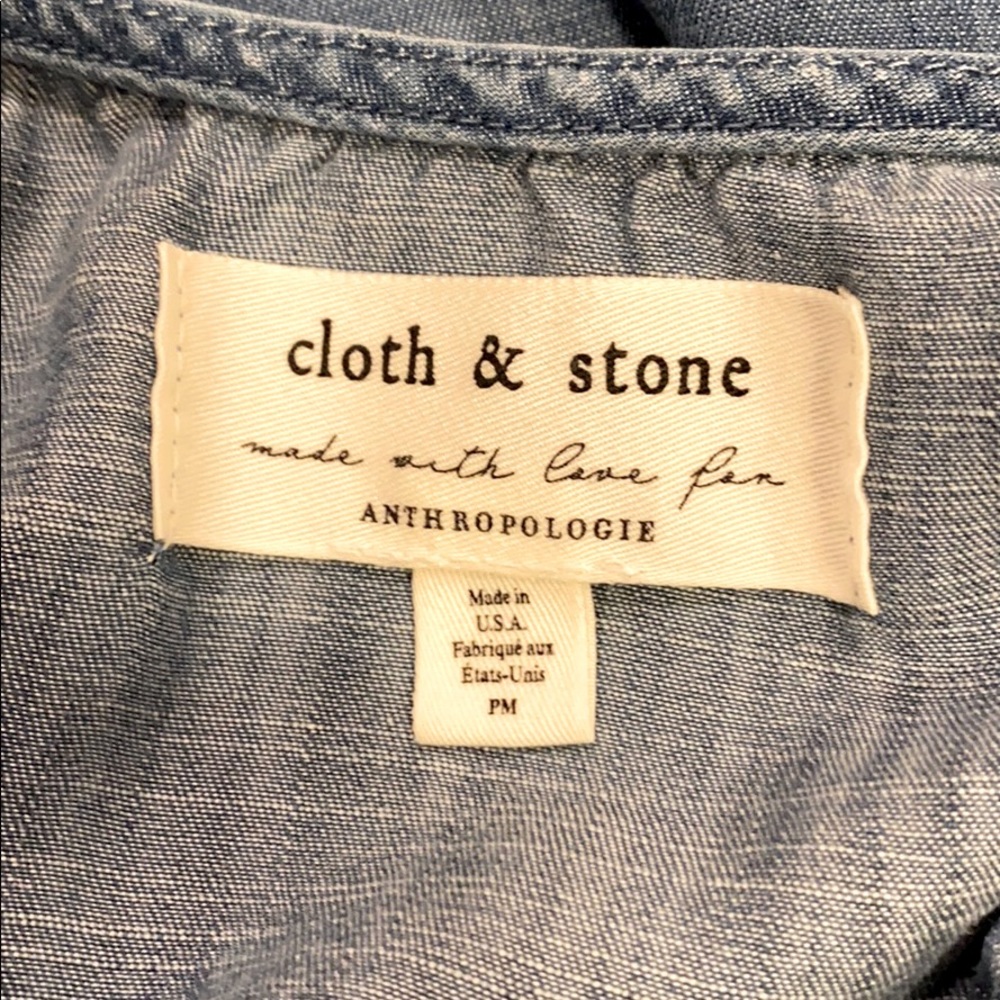 cloth & stone
made with love for
ANTHROPOLOGIE
Made in
U.S.A.
Fabriqué aux
États-Unis
PM